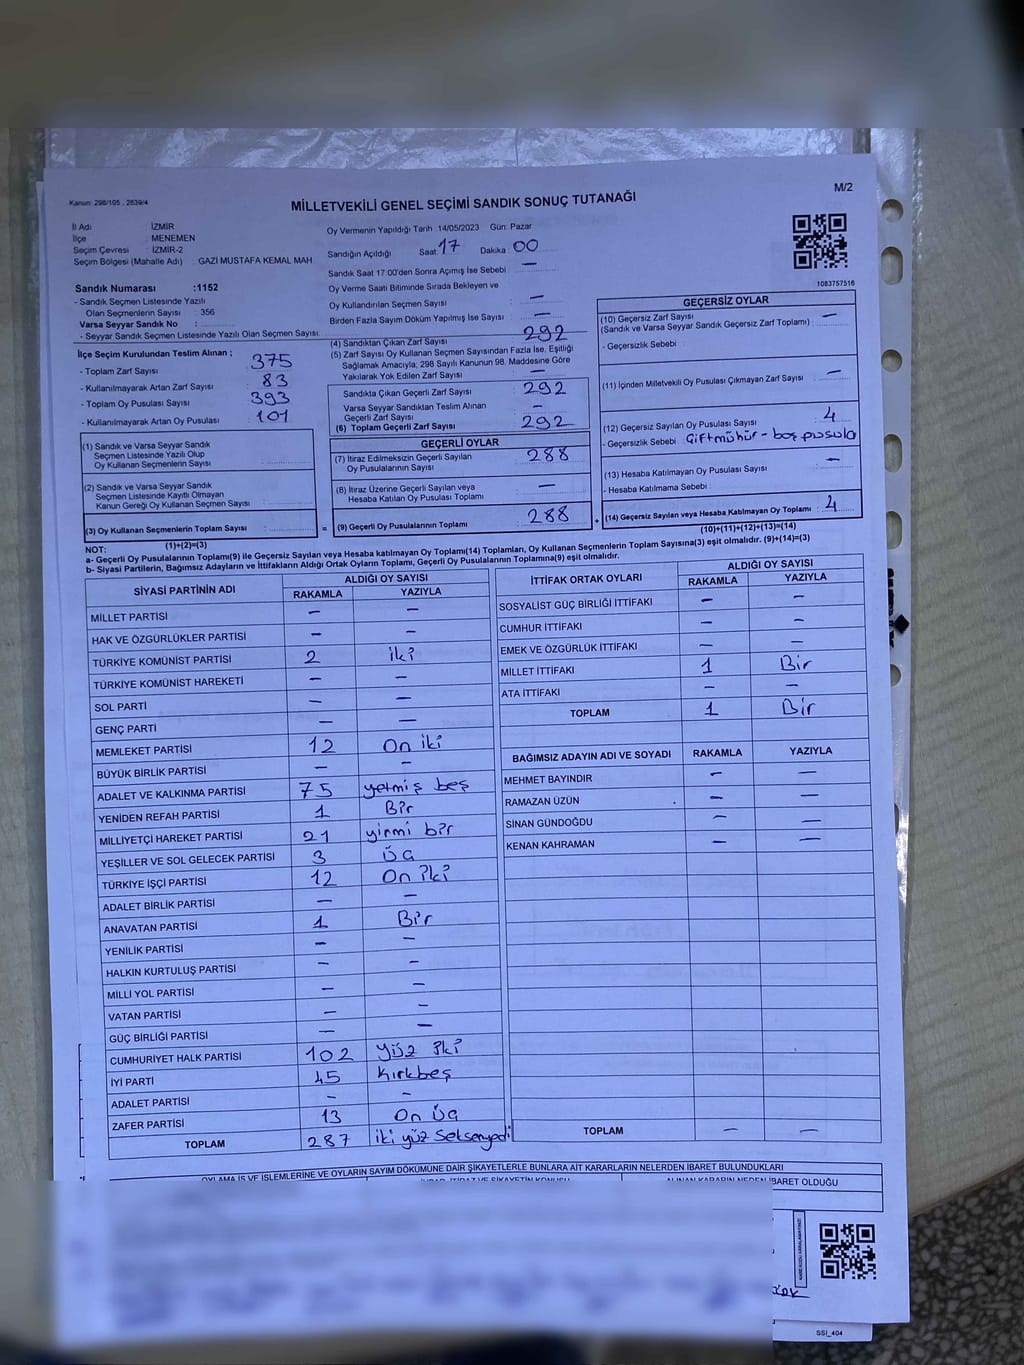 M/2
Kanun: 298/105 , 2839/4
MİLLETVEKİLİ GENEL SEÇİMİ SANDIK SONUÇ TUTANAĞI
İl Adı : İZMİR
İlçe : MENEMEN
Seçim Çevresi : İZMİR-2
Seçim Bölgesi (Mahalle Adı) : GAZİ MUSTAFA KEMAL MAH
Oy Vermenin Yapıldığı Tarih 14/05/2023 Gün: Pazar
Sandığın Açıldığı Saat: 17 Dakika 00
Sandık Saat 17:00'den Sonra Açımış İse Sebebi : —
Oy Verme Saati Bitiminde Sırada Bekleyen ve
Oy Kullandırılan Seçmen Sayısı : —
Birden Fazla Sayım Döküm Yapılmış İse Sayısı : —
1083757516
Sandık Numarası :1152
- Sandık Seçmen Listesinde Yazılı
Olan Seçmenlerin Sayısı : 356
Varsa Seyyar Sandık No :
- Seyyar Sandık Seçmen Listesinde Yazılı Olan Seçmen Sayısı:
İlçe Seçim Kurulundan Teslim Alınan ;
- Toplam Zarf Sayısı : 375
- Kullanılmayarak Artan Zarf Sayısı : 83
- Toplam Oy Pusulası Sayısı : 393
- Kullanılmayarak Artan Oy Pusulası : 101
(4) Sandıktan Çıkan Zarf Sayısı : 292
(5) Zarf Sayısı Oy Kullanan Seçmen Sayısından Fazla İse, Eşitliği
Sağlamak Amacıyla; 298 Sayılı Kanunun 98. Maddesine Göre
Yakılarak Yok Edilen Zarf Sayısı : —
Sandıkta Çıkan Geçerli Zarf Sayısı : 292
Varsa Seyyar Sandıktan Teslim Alınan
Geçerli Zarf Sayısı : —
(6) Toplam Geçerli Zarf Sayısı : 292
GEÇERSİZ OYLAR
(10) Geçersiz Zarf Sayısı : —
(Sandık ve Varsa Seyyar Sandık Geçersiz Zarf Toplamı)
- Geçersizlik Sebebi :
(11) İçinden Milletvekili Oy Pusulası Çıkmayan Zarf Sayısı : —
(12) Geçersiz Sayılan Oy Pusulası Sayısı : 4
- Geçersizlik Sebebi : Çiftmühür - boş pusula
(13) Hesaba Katılmayan Oy Pusulası Sayısı : —
- Hesaba Katılmama Sebebi :
(14) Geçersiz Sayılan veya Hesaba Katılmayan Oy Toplamı : 4
(10)+(11)+(12)+(13)=(14)
(1) Sandık ve Varsa Seyyar Sandık
Seçmen Listesinde Yazılı Olup
Oy Kullanan Seçmenlerin Sayısı :
(2) Sandık ve Varsa Seyyar Sandık
Seçmen Listesinde Kayıtlı Olmayan
Kanun Gereği Oy Kullanan Seçmen Sayısı :
(3) Oy Kullanan Seçmenlerin Toplam Sayısı :
(1)+(2)=(3)
GEÇERLİ OYLAR
(7) İtiraz Edilmeksizin Geçerli Sayılan
Oy Pusulalarının Sayısı : 288
(8) İtiraz Üzerine Geçerli Sayılan veya
Hesaba Katılan Oy Pusulası Toplamı : —
= (9) Geçerli Oy Pusulalarının Toplamı : 288 +
NOT:
a- Geçerli Oy Pusulalarının Toplamı(9) ile Geçersiz Sayılan veya Hesaba katılmayan Oy Toplamı(14) Toplamları, Oy Kullanan Seçmenlerin Toplam Sayısına(3) eşit olmalıdır. (9)+(14)=(3)
b- Siyasi Partilerin, Bağımsız Adayların ve İttifakların Aldığı Ortak Oyların Toplamı, Geçerli Oy Pusulalarının Toplamına(9) eşit olmalıdır.
SİYASİ PARTİNİN ADI ALDIĞI OY SAYISI
RAKAMLA YAZIYLA
MİLLET PARTİSİ — —
HAK VE ÖZGÜRLÜKLER PARTİSİ — —
TÜRKİYE KOMÜNİST PARTİSİ 2 iki
TÜRKİYE KOMÜNİST HAREKETİ — —
SOL PARTİ — —
GENÇ PARTİ — —
MEMLEKET PARTİSİ 12 On iki
BÜYÜK BİRLİK PARTİSİ — —
ADALET VE KALKINMA PARTİSİ 75 yetmiş beş
YENİDEN REFAH PARTİSİ 1 Bir
MİLLİYETÇİ HAREKET PARTİSİ 21 yirmi bir
YEŞİLLER VE SOL GELECEK PARTİSİ 3 Üç
TÜRKİYE İŞÇİ PARTİSİ 12 On iki
ADALET BİRLİK PARTİSİ — —
ANAVATAN PARTİSİ 1 Bir
YENİLİK PARTİSİ — —
HALKIN KURTULUŞ PARTİSİ — —
MİLLİ YOL PARTİSİ — —
VATAN PARTİSİ — —
GÜÇ BİRLİĞİ PARTİSİ — —
CUMHURİYET HALK PARTİSİ 102 Yüz iki
İYİ PARTİ 45 Kırkbeş
ADALET PARTİSİ — —
ZAFER PARTİSİ 13 On Üç
TOPLAM 287 iki yüz Seksenyedi
İTTİFAK ORTAK OYLARI ALDIĞI OY SAYISI
RAKAMLA YAZIYLA
SOSYALİST GÜÇ BİRLİĞİ İTTİFAKI — —
CUMHUR İTTİFAKI — —
EMEK VE ÖZGÜRLÜK İTTİFAKI — —
MİLLET İTTİFAKI 1 Bir
ATA İTTİFAKI — —
TOPLAM 1 Bir
BAĞIMSIZ ADAYIN ADI VE SOYADI RAKAMLA YAZIYLA
MEHMET BAYINDIR — —
RAMAZAN ÜZÜN — —
SİNAN GÜNDOĞDU — —
KENAN KAHRAMAN — —
TOPLAM — —
OYLAMA İŞ VE İŞLEMLERİNE VE OYLARIN SAYIM DÖKÜMÜNE DAİR ŞİKAYETLERLE BUNLARA AİT KARARLARIN NELERDEN İBARET BULUNDUKLARI
ALINAN KARARIN NEDEN İBARET OLDUĞU
SSİ_404